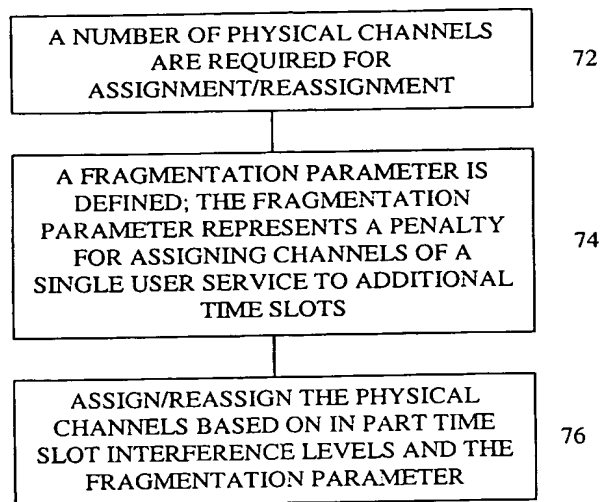 A NUMBER OF PHYSICAL CHANNELS
ARE REQUIRED FOR
ASSIGNMENT/REASSIGNMENT
72
A FRAGMENTATION PARAMETER IS
DEFINED; THE FRAGMENTATION
PARAMETER REPRESENTS A PENALTY
FOR ASSIGNING CHANNELS OF A
SINGLE USER SERVICE TO ADDITIONAL
TIME SLOTS
74
ASSIGN/REASSIGN THE PHYSICAL
CHANNELS BASED ON IN PART TIME
SLOT INTERFERENCE LEVELS AND THE
FRAGMENTATION PARAMETER
76